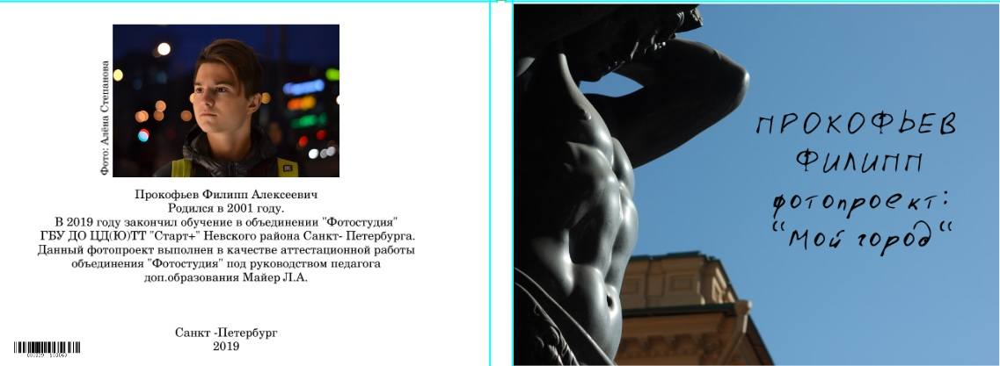 Фото: Алёна Степанова
Прокофьев Филипп Алексеевич
Родился в 2001 году.
В 2019 году закончил обучение в объединении "Фотостудия"
ГБУ ДО ЦД(Ю)ТТ "Старт+" Невского района Санкт- Петербурга.
Данный фотопроект выполнен в качестве аттестационной работы
объединения "Фотостудия" под руководством педагога
доп.образования Майер Л.А.
Санкт -Петербург
2019
ПРОКОФЬЕВ
ФИЛИПП
фотопроект:
“Мой город“